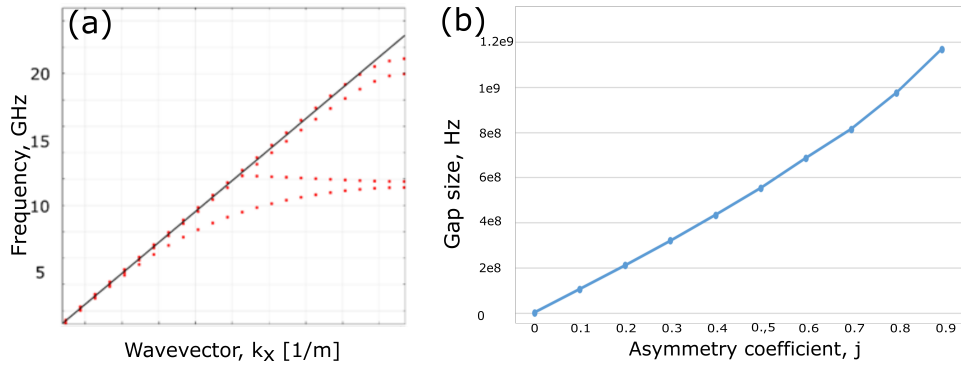 (a)
20
15
10
5
Frequency, GHz
Wavevector, kx [1/m]
(b)
1.2e9
1e9
8e8
6e8
4e8
2e8
0
Gap size, Hz
0 0.1 0.2 0.3 0.4 0.,5 0.6 0.7 0.8 0.9
Asymmetry coefficient, j